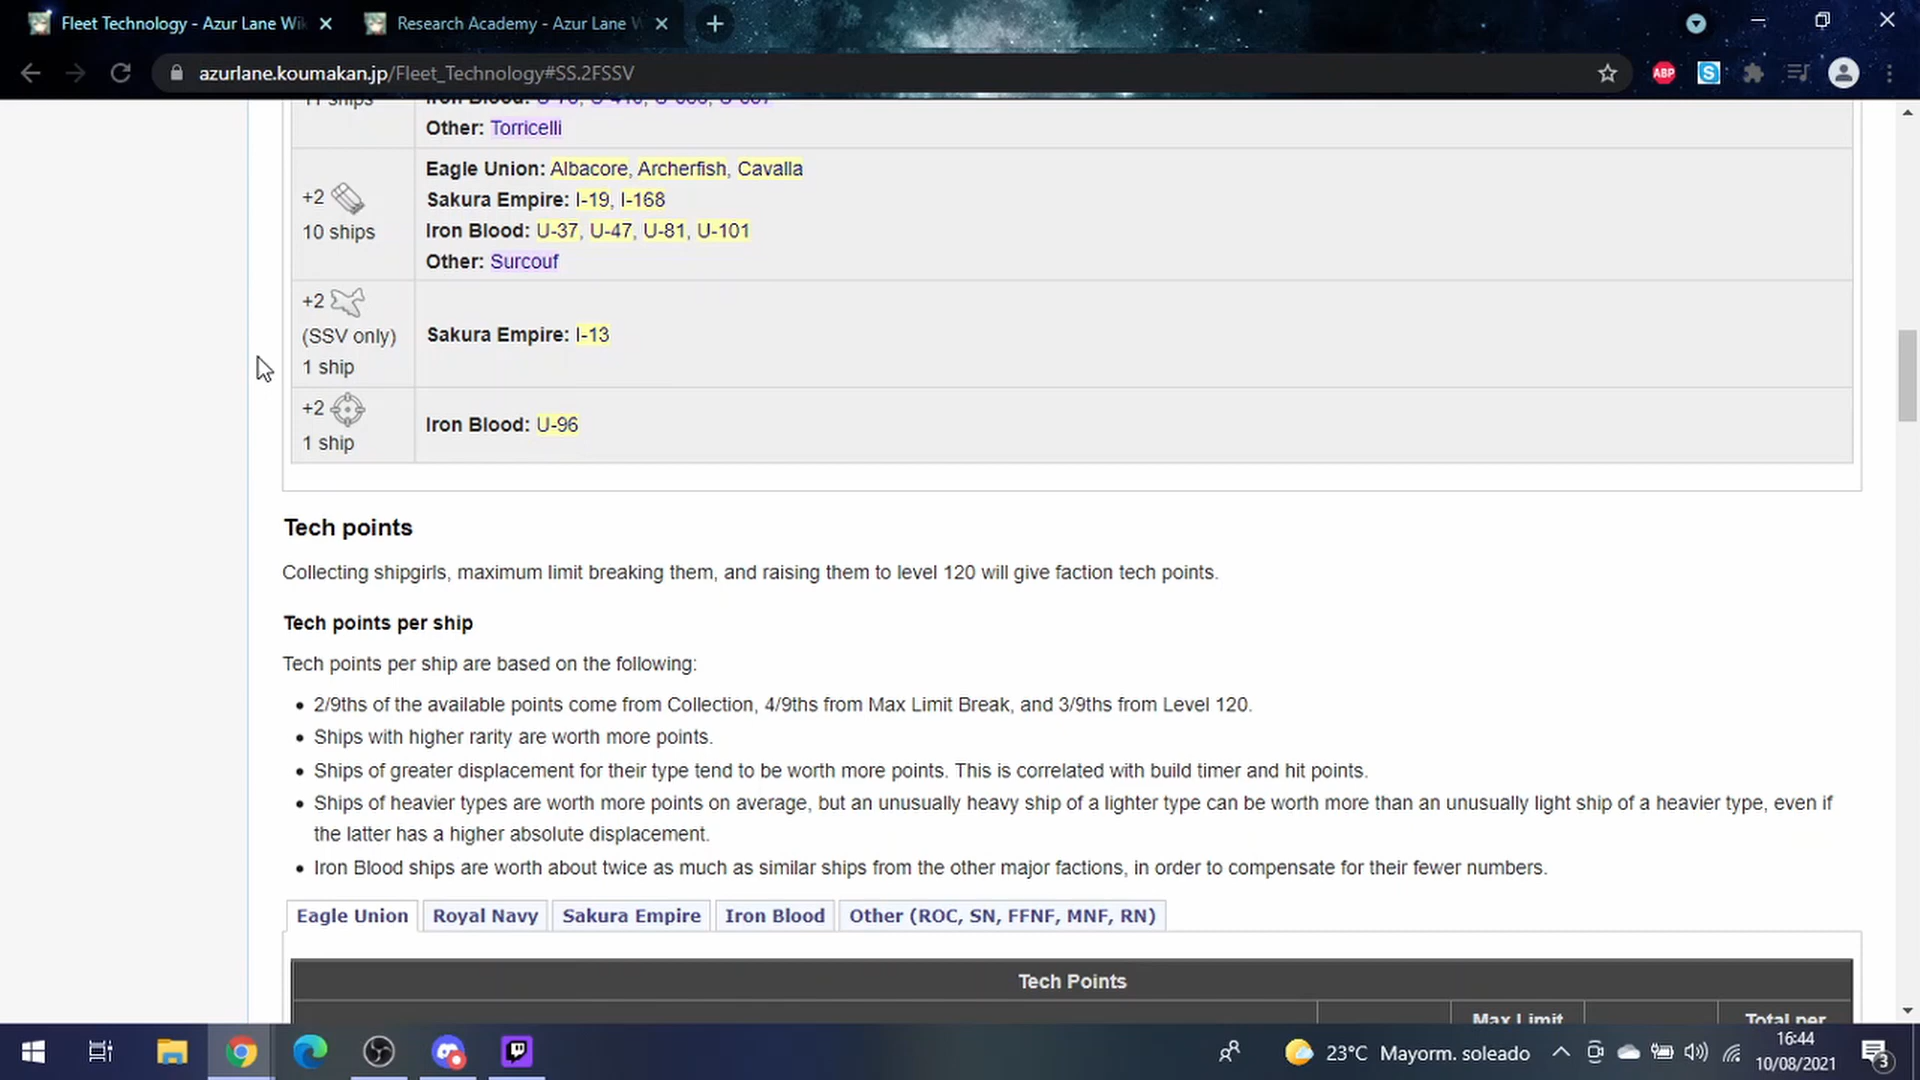 Fleet Technology - Azur Lane Wik
Research Academy - Azur Lane W
azurlane.koumakan.jp/Fleet_Technology#SS.2FSSV
ABP
S
11 ships
Iron Blood: U-73, U-410, U-556, U-557
Other: Torricelli
+2
10 ships
Eagle Union: Albacore, Archerfish, Cavalla
Sakura Empire: I-19, I-168
Iron Blood: U-37, U-47, U-81, U-101
Other: Surcouf
+2
(SSV only)
1 ship
Sakura Empire: I-13
+2
1 ship
Iron Blood: U-96
Tech points
Collecting shipgirls, maximum limit breaking them, and raising them to level 120 will give faction tech points.
Tech points per ship
Tech points per ship are based on the following:
• 2/9ths of the available points come from Collection, 4/9ths from Max Limit Break, and 3/9ths from Level 120.
• Ships with higher rarity are worth more points.
• Ships of greater displacement for their type tend to be worth more points. This is correlated with build timer and hit points.
• Ships of heavier types are worth more points on average, but an unusually heavy ship of a lighter type can be worth more than an unusually light ship of a heavier type, even if
the latter has a higher absolute displacement.
• Iron Blood ships are worth about twice as much as similar ships from the other major factions, in order to compensate for their fewer numbers.
Eagle Union Royal Navy Sakura Empire Iron Blood Other (ROC, SN, FFNF, MNF, RN)
Tech Points
Max Limit Total per
23°C Mayorm. soleado
16:44
10/08/2021
3